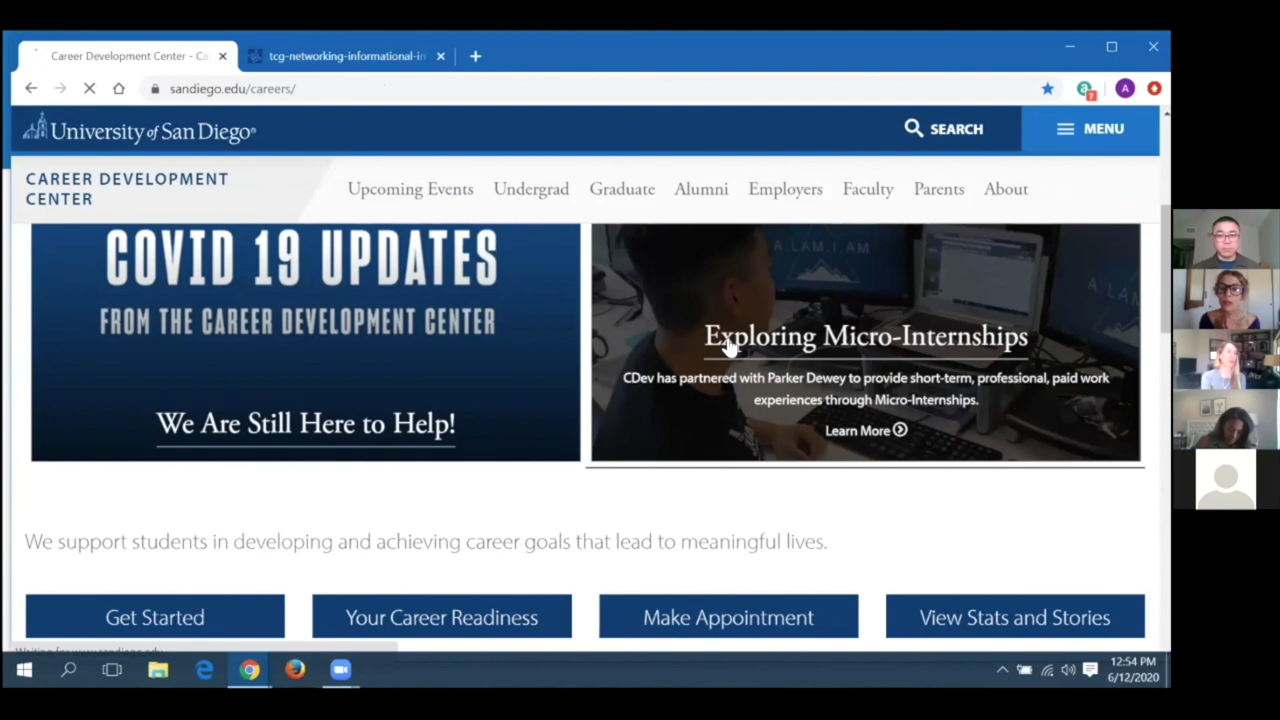 Career Development Center - Ca
tcg-networking-informational-in
sandiego.edu/careers/
A
University of San Diego
SEARCH
MENU
CAREER DEVELOPMENT
CENTER
Upcoming Events
Undergrad
Graduate
Alumni
Employers
Faculty
Parents
About
COVID 19 UPDATES
FROM THE CAREER DEVELOPMENT CENTER
We Are Still Here to Help!
A.LAM.I.AM
Exploring Micro-Internships
CDev has partnered with Parker Dewey to provide short-term, professional, paid work
experiences through Micro-Internships.
Learn More
We support students in developing and achieving career goals that lead to meaningful lives.
Get Started
Your Career Readiness
Make Appointment
View Stats and Stories
12:54 PM
6/12/2020